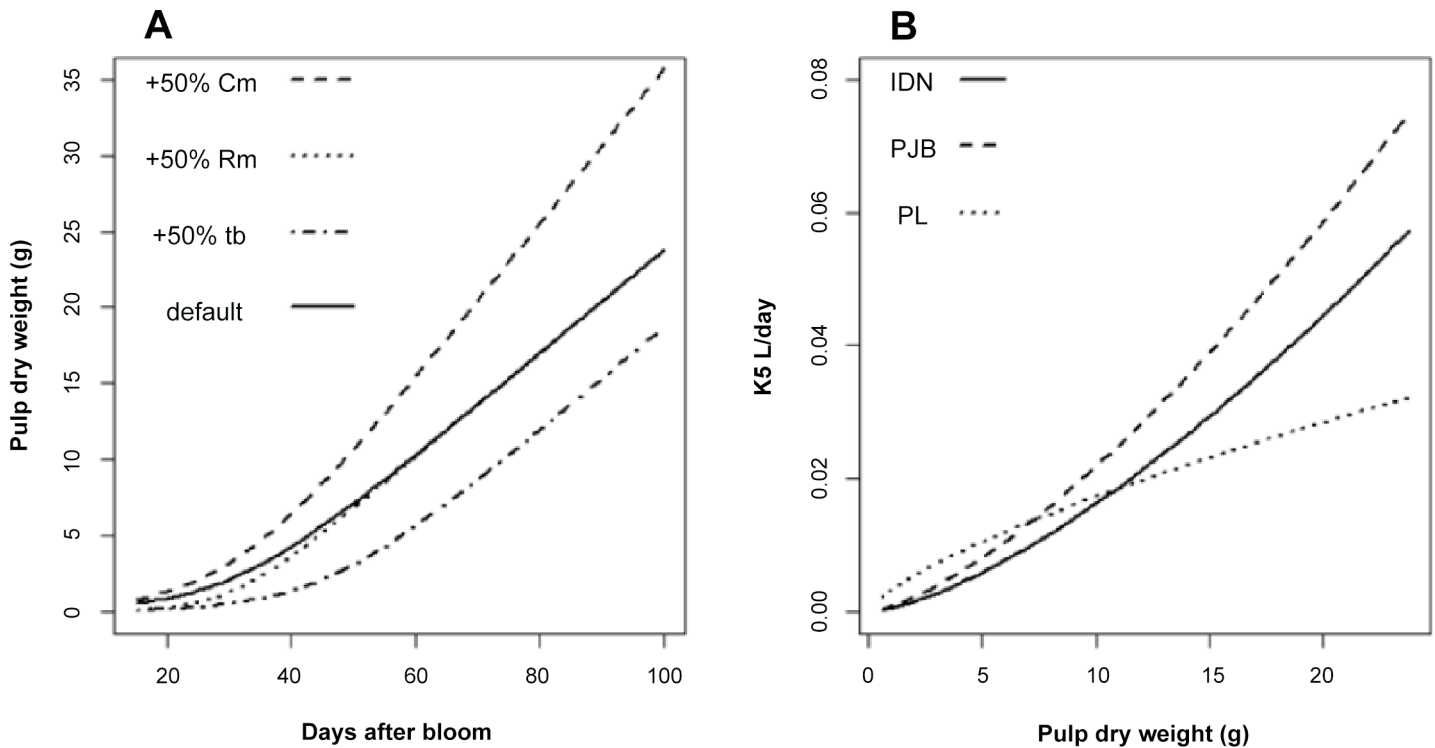 A
+50% Cm
+50% Rm
+50% tb
default
35
30
25
20
15
10
5
0
Pulp dry weight (g)
20 40 60 80 100
Days after bloom
B
IDN
PJB
PL
0.08
0.06
0.04
0.02
0.00
K5 L/day
0 5 10 15 20
Pulp dry weight (g)